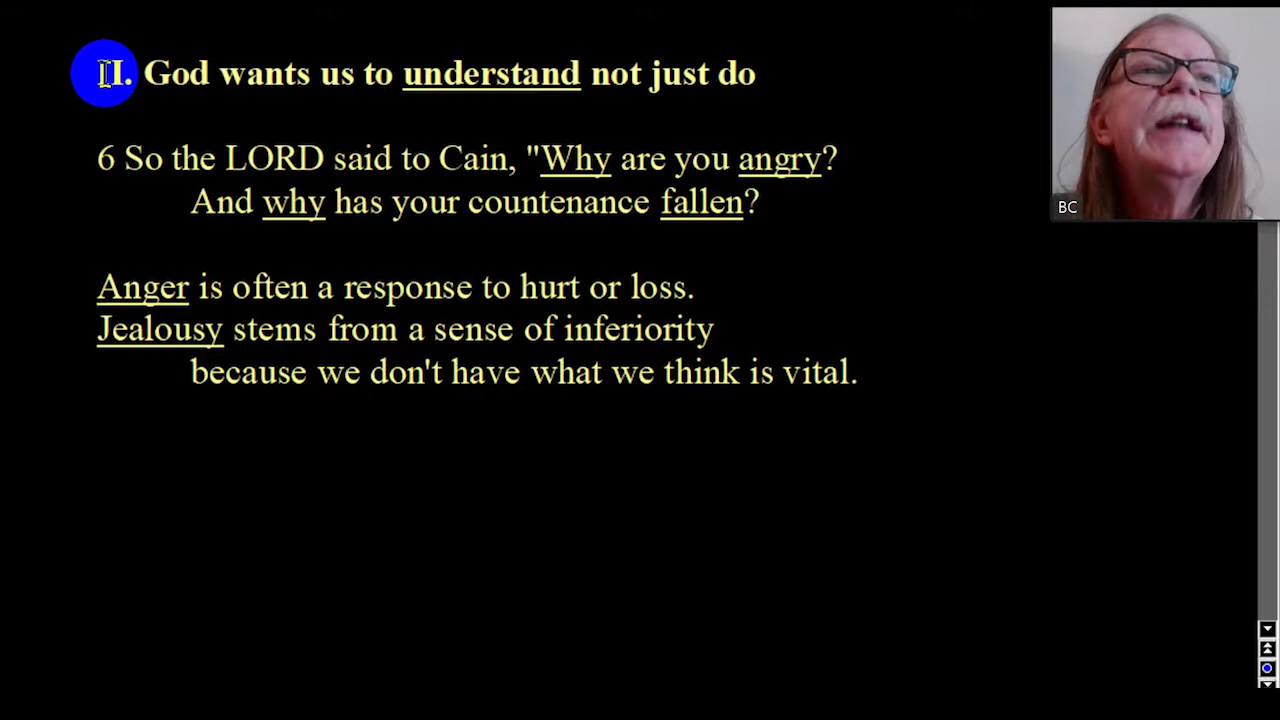 II. God wants us to understand not just do
6 So the LORD said to Cain, "Why are you angry?
And why has your countenance fallen?
Anger is often a response to hurt or loss.
Jealousy stems from a sense of inferiority
because we don't have what we think is vital.
BC